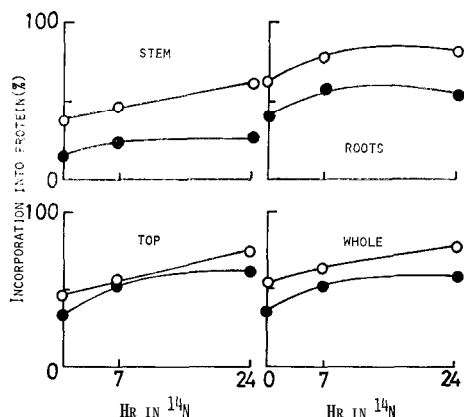 INCORPORATION INTO PROTEIN(%)
100
STEM
ROOTS
0
100
TOP
WHOLE
0
7
24
0
7
24
HR IN 14N
HR IN 14N